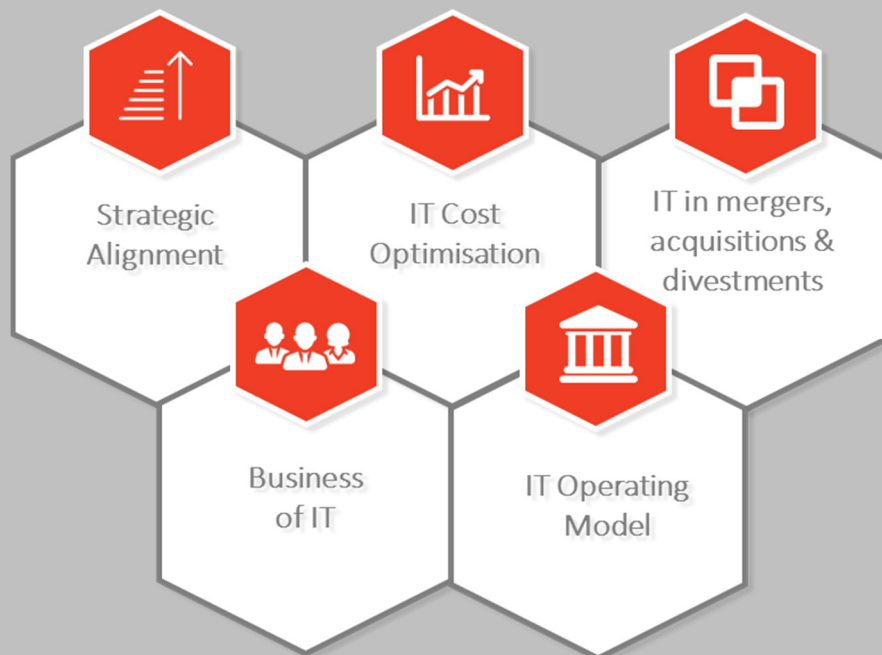 Strategic
Alignment
IT Cost
Optimisation
IT in mergers,
acquisitions &
divestments
Business
of IT
IT Operating
Model